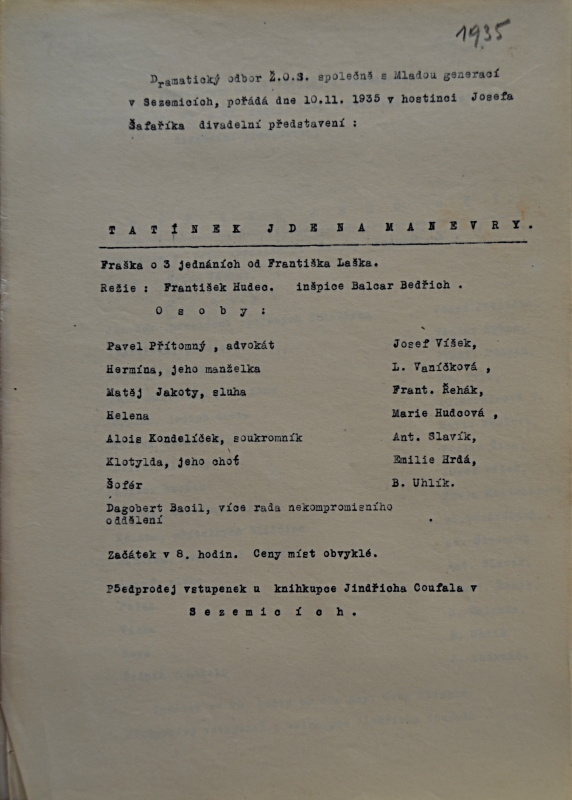 1935
Dramatický odbor Ž.O.S. společně s Mladou generací
v Sezemicích, pořádá dne 10.11. 1935 v hostinci Josefa
Šafaříka divadelní představení :
T A T Í N E K J D E N A M A N E V R Y .
Fraška o 3 jednáních od Františka Laška.
Režie : František Hudec. inspice Balcar Bedřich .
O s o b y :
Pavel Přítomný , advokát Josef Víšek,
Hermína, jeho manželka L. Vaníčková ,
Matěj Jakoty, sluha Frant. Řehák,
Helena Marie Hudcová ,
Alois Kondelíček, soukromník Ant. Slavík,
Klotylda, jeho choť Emilie Hrdá,
Šofér B. Uhlík.
Dagobert Bacil, více rada nekompromisního
oddělení .
Začátek v 8. hodin. Ceny míst obvyklé.
P5edprodej vstupenek u knihkupce Jindřicha Coufala v
S e z e m i c í c h .